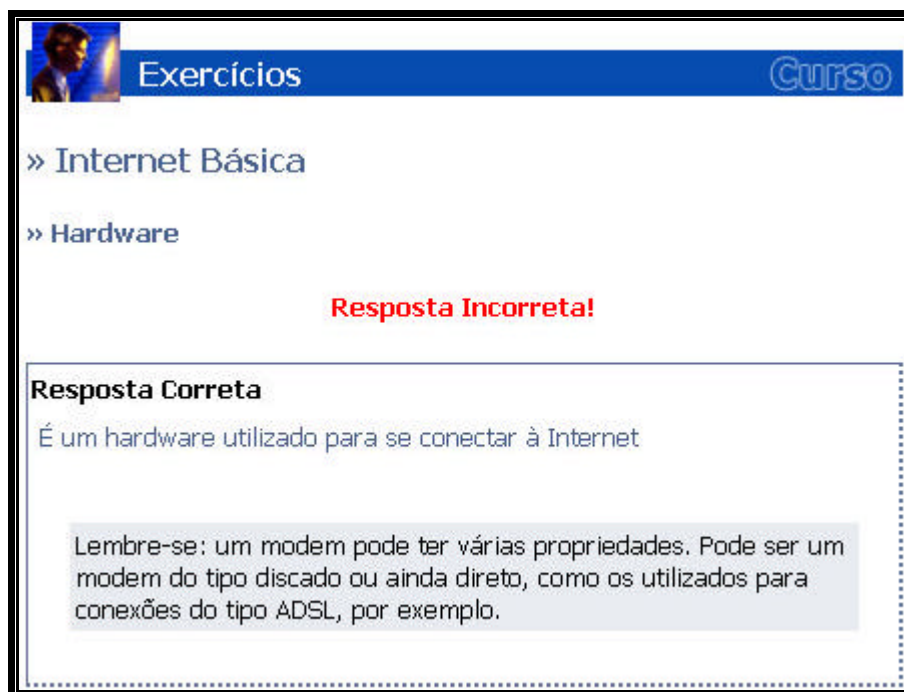 Exercícios
Curso
» Internet Básica
» Hardware
Resposta Incorreta!
Resposta Correta
É um hardware utilizado para se conectar à Internet
Lembre-se: um modem pode ter várias propriedades. Pode ser um
modem do tipo discado ou ainda direto, como os utilizados para
conexões do tipo ADSL, por exemplo.